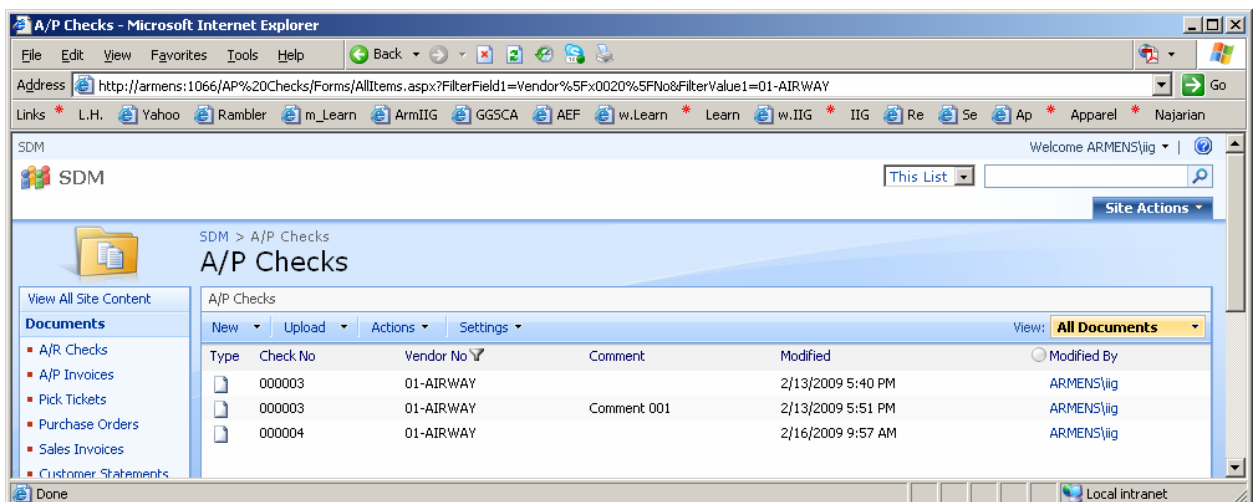 A/P Checks - Microsoft Internet Explorer
File Edit View Favorites Tools Help Back
Address http://armens:1066/AP%20Checks/Forms/AllItems.aspx?FilterField1=Vendor%5Fx0020%5FNo&FilterValue1=01-AIRWAY Go
Links L.H. Yahoo Rambler m_Learn ArmIIG GGSCA AEF w.Learn Learn w.IIG IIG Re Se Ap Apparel Najarian
SDM Welcome ARMENS\iig
SDM This List
Site Actions
SDM > A/P Checks
A/P Checks
View All Site Content A/P Checks
Documents New Upload Actions Settings View: All Documents
A/R Checks Type Check No Vendor No Comment Modified Modified By
A/P Invoices 000003 01-AIRWAY 2/13/2009 5:40 PM ARMENS\iig
Pick Tickets 000003 01-AIRWAY Comment 001 2/13/2009 5:51 PM ARMENS\iig
Purchase Orders 000004 01-AIRWAY 2/16/2009 9:57 AM ARMENS\iig
Sales Invoices
Customer Statements
Done Local intranet